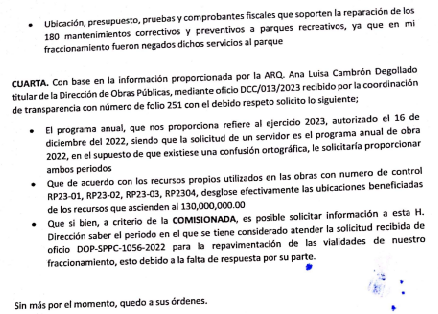 • Ubicación, presupuesto, pruebas y comprobantes fiscales que soporten la reparación de los
180 mantenimientos correctivos y preventivos a parques recreativos, ya que en mi
fraccionamiento fueron negados dichos servicios al parque
CUARTA. Con base en la información proporcionada por la ARQ. Ana Luisa Cambrón Degollado
titular de la Dirección de Obras Públicas, mediante oficio DCC/013/2023 recibido por la coordinación
de transparencia con número de folio 251 con el debido respeto solicito lo siguiente;
• El programa anual, que nos proporciona refiere al ejercicio 2023, autorizado el 16 de
diciembre del 2022, siendo que la solicitud de un servidor es el programa anual de obra
2022, en el supuesto de que existiese una confusión ortográfica, le solicitaría proporcionar
ambos periodos
• Que de acuerdo con los recursos propios utilizados en las obras con numero de control
RP23-01, RP23-02, RP23-03, RP2304, desglose efectivamente las ubicaciones beneficiadas
de los recursos que ascienden al 130,000,000.00
• Que si bien, a criterio de la COMISIONADA, es posible solicitar información a esta H.
Dirección saber el periodo en el que se tiene considerado atender la solicitud recibida de
oficio DOP-SPPC-1056-2022 para la repavimentación de las vialidades de nuestro
fraccionamiento, esto debido a la falta de respuesta por su parte.
Sin más por el momento, quedo a sus órdenes.